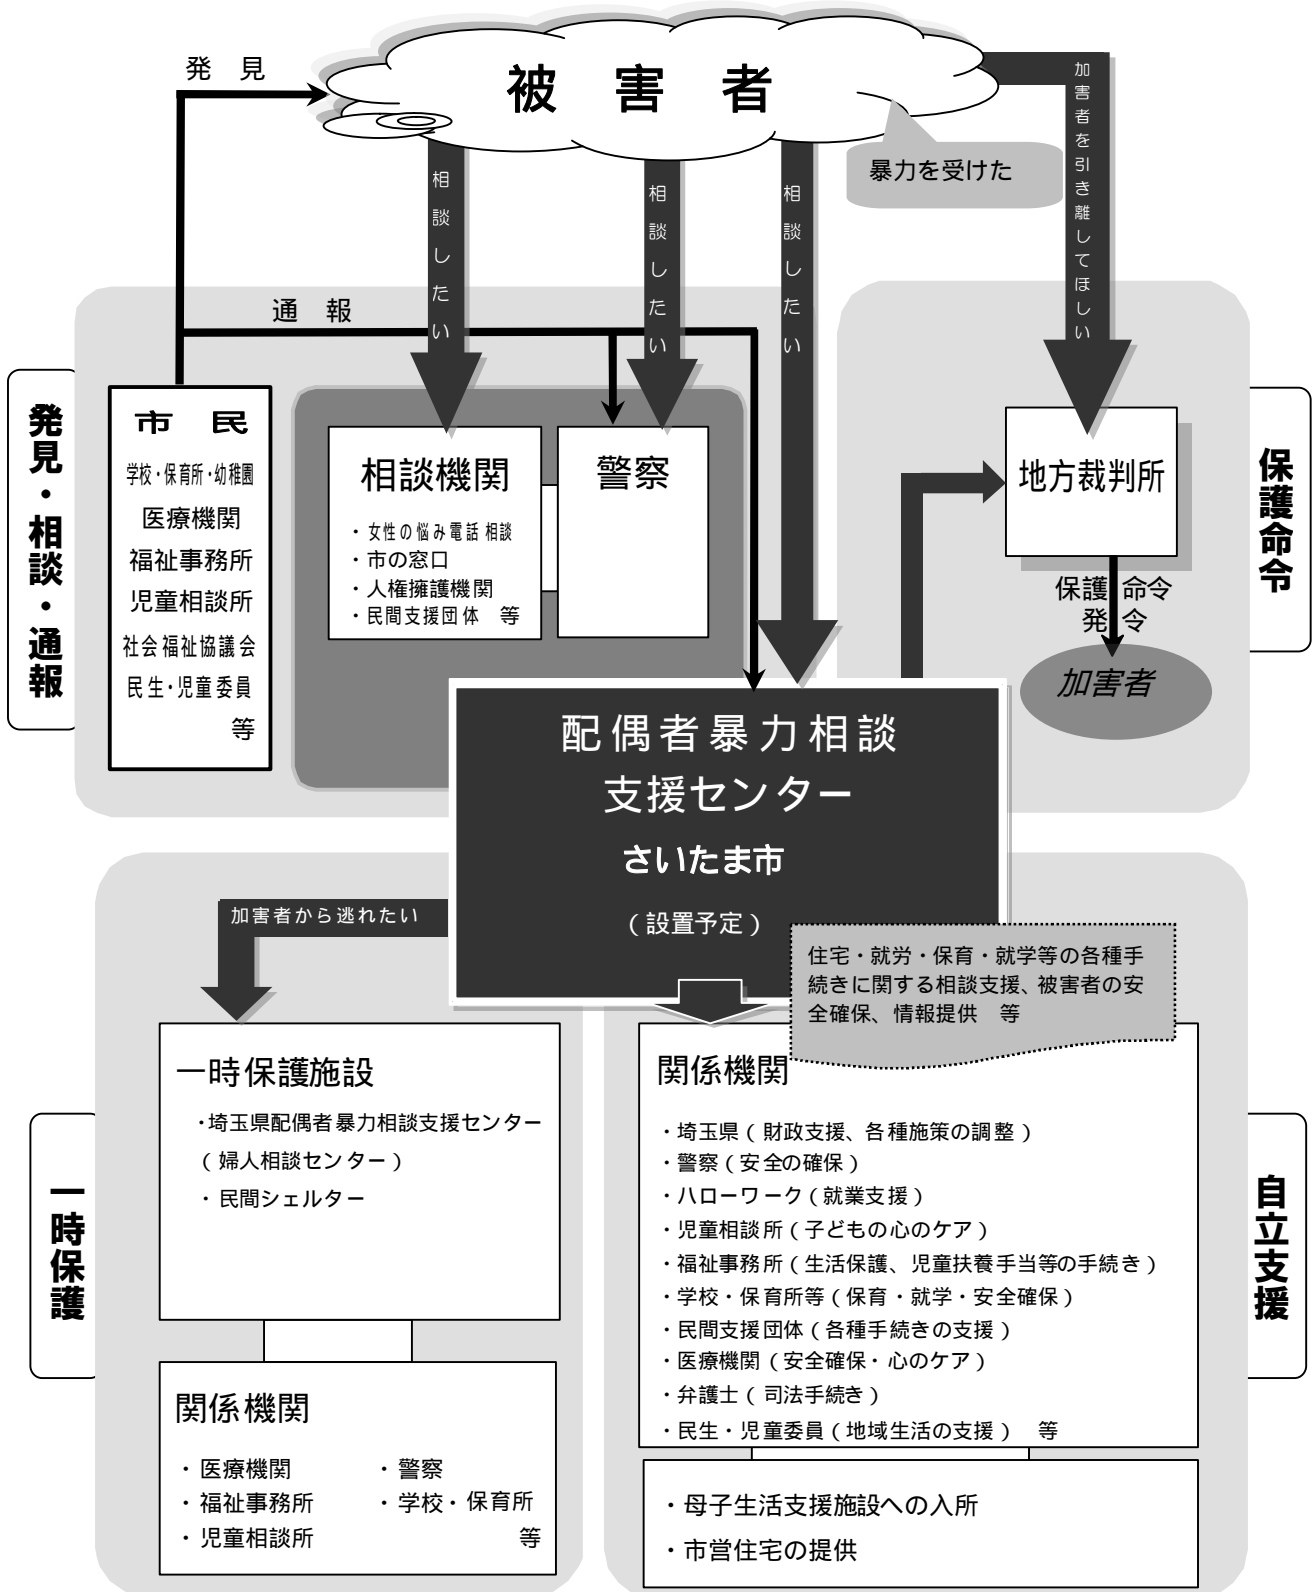 被害者
発見
暴力を受けた
加害者を引き離してほしい
相談したい
相談したい
相談したい
通報
発見・相談・通報
市民
学校・保育所・幼稚園
医療機関
福祉事務所
児童相談所
社会福祉協議会
民生・児童委員
等
相談機関
・女性の悩み電話相談
・市の窓口
・人権擁護機関
・民間支援団体 等
警察
保護命令
地方裁判所
保護命令
発令
加害者
配偶者暴力相談
支援センター
さいたま市
（設置予定）
加害者から逃れたい
住宅・就労・保育・就学等の各種手
続きに関する相談支援、被害者の安
全確保、情報提供 等
一時保護
一時保護施設
・埼玉県配偶者暴力相談支援センター
（婦人相談センター）
・民間シェルター
関係機関
・医療機関
・警察
・福祉事務所
・学校・保育所
・児童相談所
等
自立支援
関係機関
・埼玉県（財政支援、各種施策の調整）
・警察（安全の確保）
・ハローワーク（就業支援）
・児童相談所（子どもの心のケア）
・福祉事務所（生活保護、児童扶養手当等の手続き）
・学校・保育所等（保育・就学・安全確保）
・民間支援団体（各種手続きの支援）
・医療機関（安全確保・心のケア）
・弁護士（司法手続き）
・民生・児童委員（地域生活の支援） 等
・母子生活支援施設への入所
・市営住宅の提供